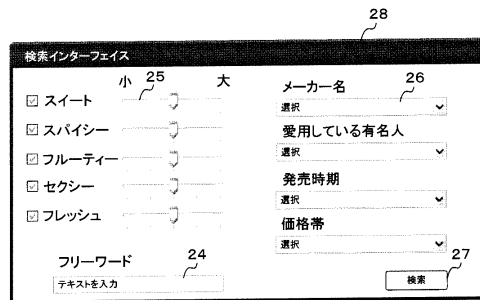 28
検索インターフェイス
小 25 大
スイート
スパイシー
フルーティー
セクシー
フレッシュ
フリーワード 24
テキストを入力
メーカー名 26
選択
愛用している有名人
選択
発売時期
選択
価格帯
選択
27
検索